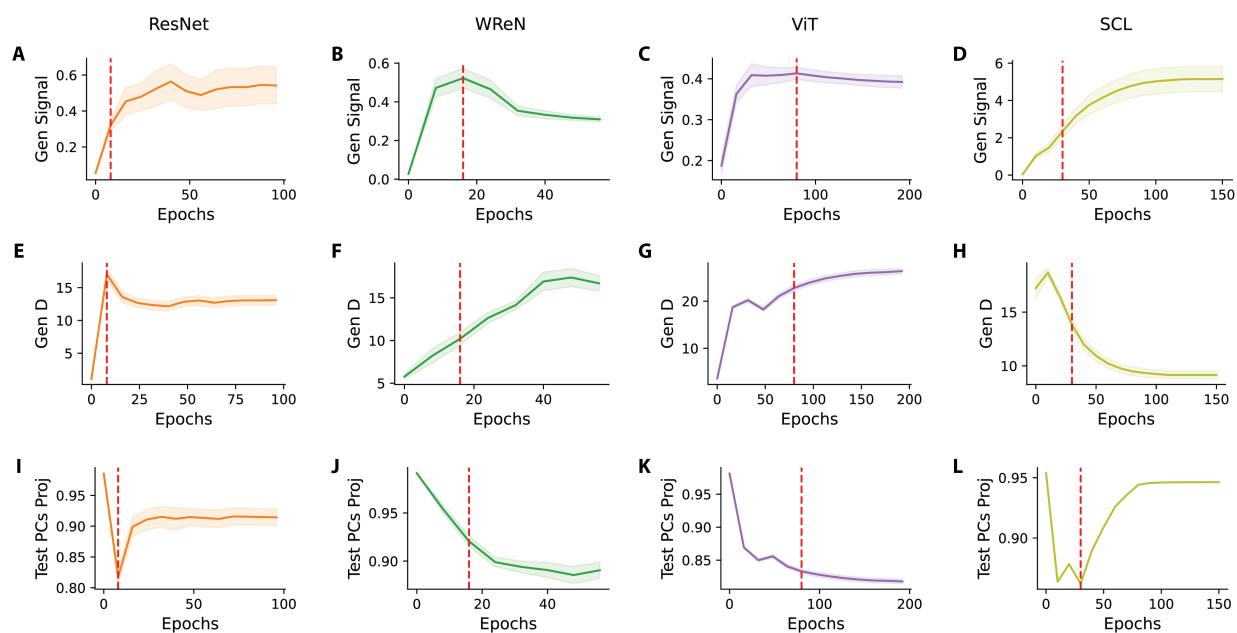 ResNet WReN ViT SCL
A B C D
Gen Signal 0.6 0.4 0.2 0 50 100 Epochs
Gen Signal 0.6 0.4 0.2 0.0 0 20 40 Epochs
Gen Signal 0.4 0.3 0.2 0 100 200 Epochs
Gen Signal 6 4 2 0 0 50 100 150 Epochs
E F G H
Gen D 15 10 5 0 25 50 75 100 Epochs
Gen D 15 10 5 0 20 40 Epochs
Gen D 20 10 0 50 100 150 200 Epochs
Gen D 15 10 0 50 100 150 Epochs
I J K L
Test PCs Proj 0.95 0.90 0.85 0.80 0 50 100 Epochs
Test PCs Proj 0.95 0.90 0 20 40 Epochs
Test PCs Proj 0.95 0.90 0.85 0 100 200 Epochs
Test PCs Proj 0.95 0.90 0 50 100 150 Epochs